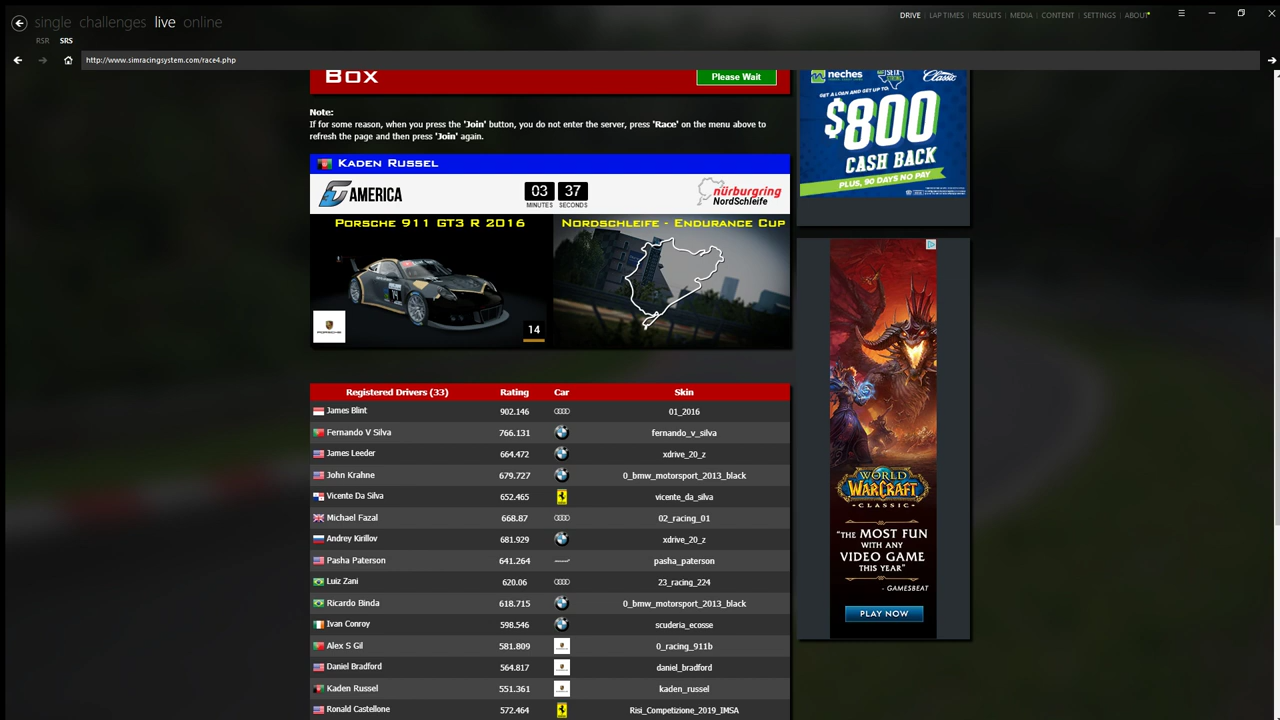 single challenges live online
DRIVE | LAP TIMES | RESULTS | MEDIA | CONTENT | SETTINGS | ABOUT
RSR SRS
http://www.simracingsystem.com/race4.php
Box
Please Wait
Note:
If for some reason, when you press the 'Join' button, you do not enter the server, press 'Race' on the menu above to
refresh the page and then press 'Join' again.
Kaden Russel
AMERICA
03 37
MINUTES SECONDS
nürburgring
NordSchleife
Porsche 911 GT3 R 2016
Nordschleife - Endurance Cup
PORSCHE
14
Registered Drivers (33) Rating Car Skin
James Blint 902.146 01_2016
Fernando V Silva 766.131 fernando_v_silva
James Leeder 664.472 xdrive_20_z
John Krahne 679.727 0_bmw_motorsport_2013_black
Vicente Da Silva 652.465 vicente_da_silva
Michael Fazal 668.87 02_racing_01
Andrey Kirillov 681.929 xdrive_20_z
Pasha Paterson 641.264 pasha_paterson
Luiz Zani 620.06 23_racing_224
Ricardo Binda 618.715 0_bmw_motorsport_2013_black
Ivan Conroy 598.546 scuderia_ecosse
Alex S Gil 581.809 0_racing_911b
Daniel Bradford 564.817 daniel_bradford
Kaden Russel 551.361 kaden_russel
Ronald Castellone 572.464 Risi_Competizione_2019_IMSA
neches
Classic
GET A LOAN AND GET UP TO
$800
CASH BACK
PLUS, 90 DAYS NO PAY
WORLD
OF
WARCRAFT
CLASSIC
"THE MOST FUN
WITH ANY
VIDEO GAME
THIS YEAR"
- GAMESBEAT
PLAY NOW